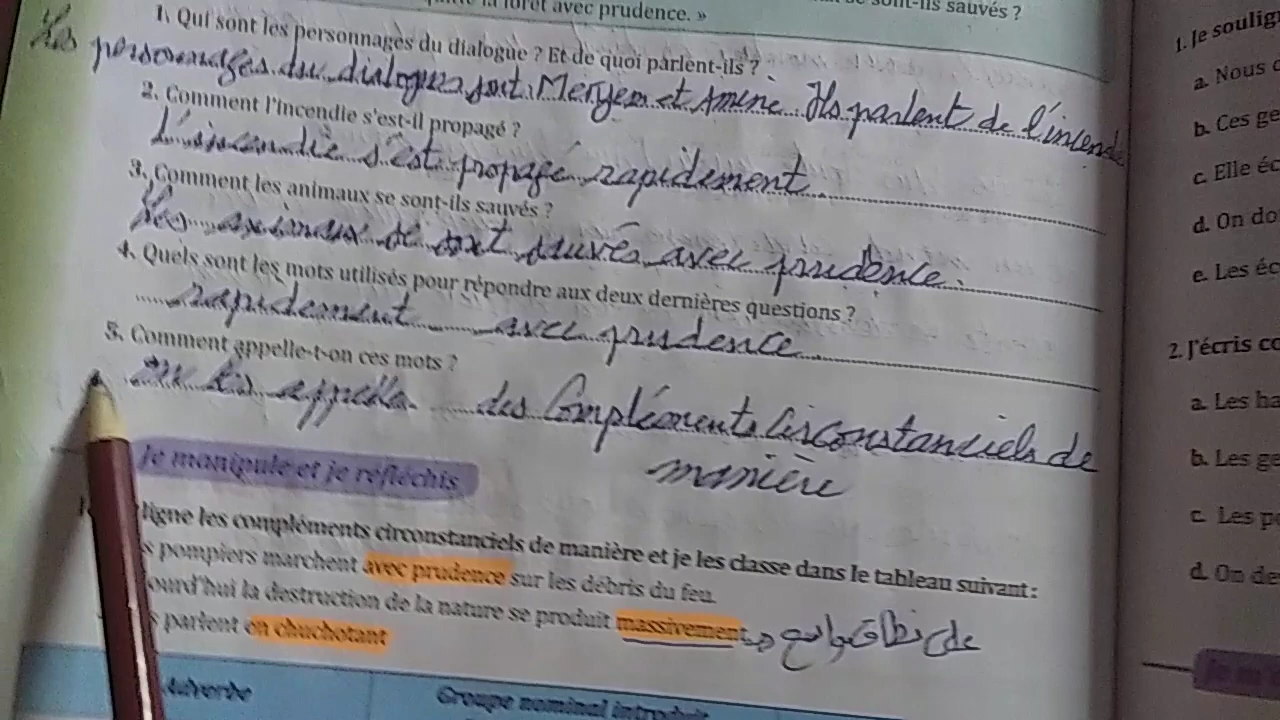 la forêt avec prudence. »
sont-ils sauvés ?
1. Qui sont les personnages du dialogue ? Et de quoi parlent-ils ?
Les personnages du dialogue sont Meryem et Amine. Ils parlent de l'incendie
2. Comment l'incendie s'est-il propagé ?
L'incendie s'est propagé rapidement
3. Comment les animaux se sont-ils sauvés ?
Les animaux se sont sauvés avec prudence.
4. Quels sont les mots utilisés pour répondre aux deux dernières questions ?
rapidement avec prudence
5. Comment appelle-t-on ces mots ?
on les appelle des Compléments Circonstanciels de
manière
Je manipule et je réfléchis
ligne les compléments circonstanciels de manière et je les classe dans le tableau suivant :
s pompiers marchent avec prudence sur les débris du feu.
ourd'hui la destruction de la nature se produit massivement على نطاق واسع
s parlent en chuchotant
Adverbe
Groupe nominal introduit
1. Je soulig
a. Nous
b. Ces ge
c. Elle éc
d. On do
e. Les éc
2. J'écris co
a. Les ha
b. Les ge
c. Les p
d. On de